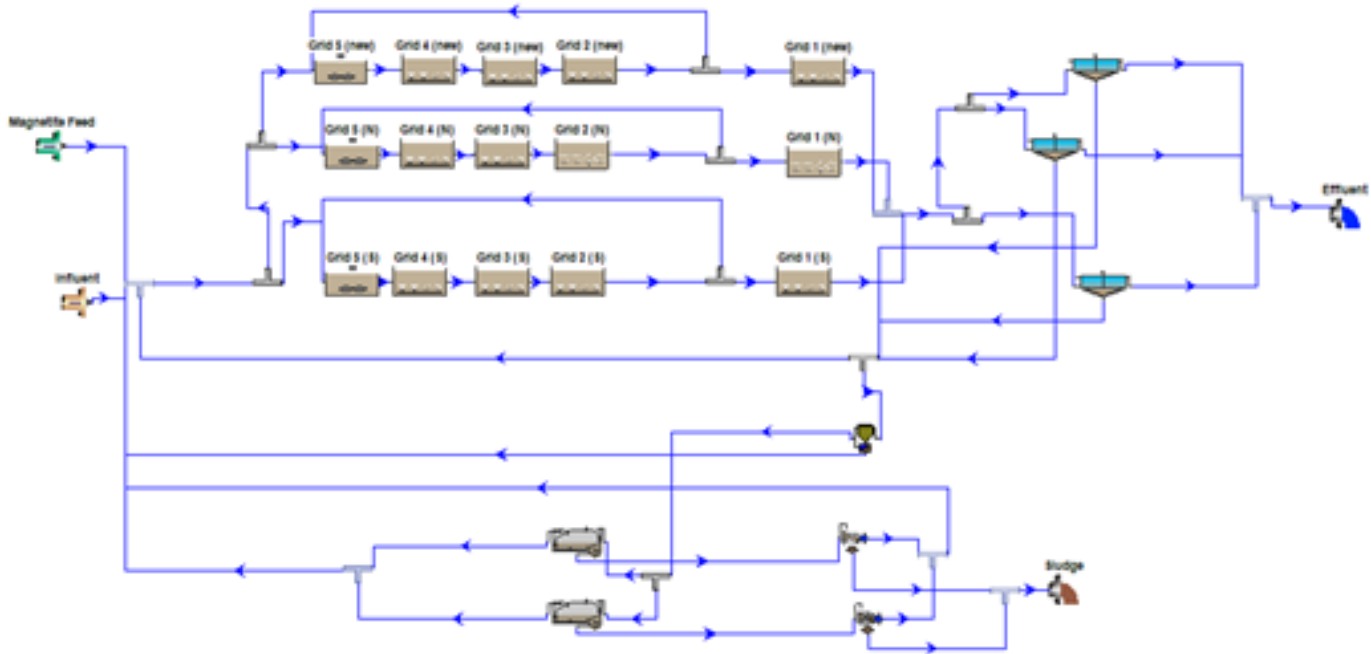 Grid 5 (new)
Grid 4 (new)
Grid 3 (new)
Grid 2 (new)
Grid 1 (new)
Magnetite Feed
Grid 5 (N)
Grid 4 (N)
Grid 3 (N)
Grid 2 (N)
Grid 1 (N)
Effluent
Influent
Grid 5 (S)
Grid 4 (S)
Grid 3 (S)
Grid 2 (S)
Grid 1 (S)
Sludge